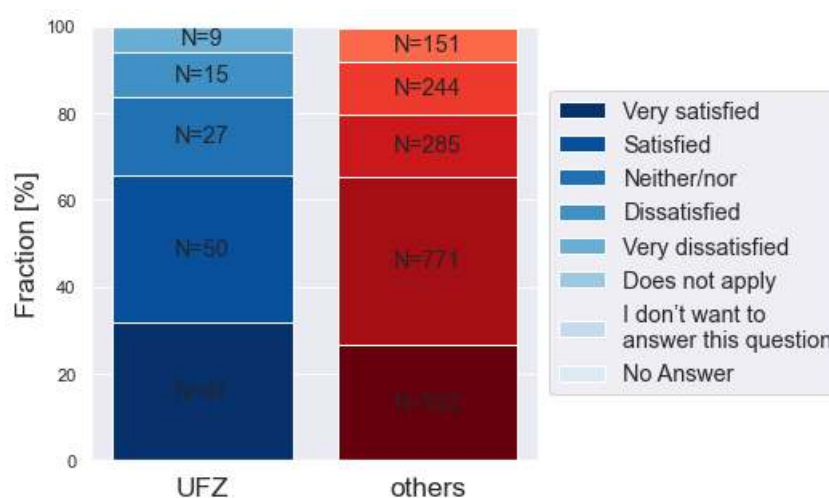 100
80
60
40
20
0
Fraction [%]
N=9
N=15
N=27
N=50
N=151
N=244
N=285
N=771
UFZ
others
Very satisfied
Satisfied
Neither/nor
Dissatisfied
Very dissatisfied
Does not apply
I don't want to
answer this question
No Answer